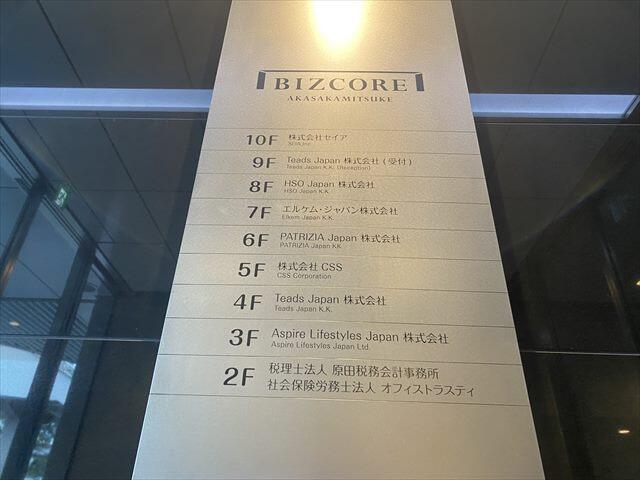 BIZCORE
AKASAKAMITSUKE
10F 株式会社セイア
9F Teads Japan 株式会社 (受付)
Teads Japan K.K. (Reception)
8F HSO Japan 株式会社
HSO Japan K.K.
7F エルケム・ジャパン株式会社
Elkem Japan K.K.
6F PATRIZIA Japan 株式会社
PATRIZIA Japan KK
5F 株式会社 CSS
CSS Corporation
4F Teads Japan 株式会社
Teads Japan K.K.
3F Aspire Lifestyles Japan 株式会社
Aspire Lifestyles Japan Ltd.
2F 税理士法人 原田税務会計事務所
社会保険労務士法人 オフィストラスティ